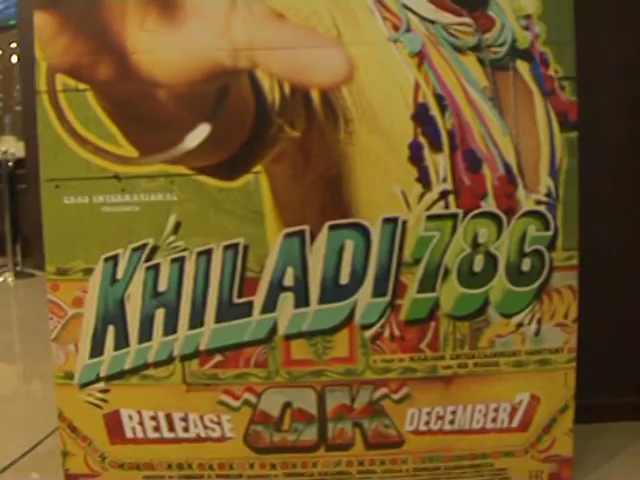 EROS INTERNATIONAL
PRESENTS
KHILADI 786
RELEASE OK DECEMBER 7